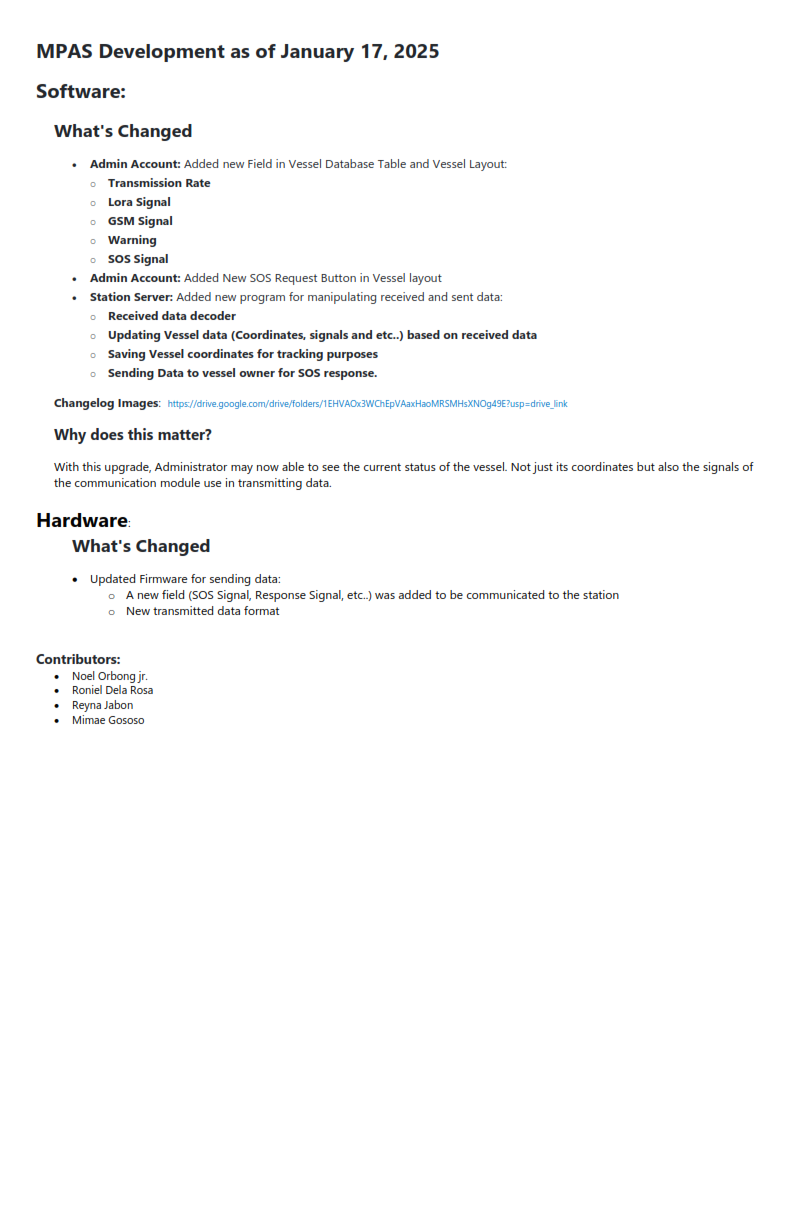 MPAS Development as of January 17, 2025
Software:
What's Changed
• Admin Account: Added new Field in Vessel Database Table and Vessel Layout:
○ Transmission Rate
○ Lora Signal
○ GSM Signal
○ Warning
○ SOS Signal
• Admin Account: Added New SOS Request Button in Vessel layout
• Station Server: Added new program for manipulating received and sent data:
○ Received data decoder
○ Updating Vessel data (Coordinates, signals and etc..) based on received data
○ Saving Vessel coordinates for tracking purposes
○ Sending Data to vessel owner for SOS response.
Changelog Images: https://drive.google.com/drive/folders/1EHVAOx3WChEpVAaxHaoMRSMHsXNOg49E?usp=drive_link
Why does this matter?
With this upgrade, Administrator may now able to see the current status of the vessel. Not just its coordinates but also the signals of
the communication module use in transmitting data.
Hardware:
What's Changed
• Updated Firmware for sending data:
○ A new field (SOS Signal, Response Signal, etc..) was added to be communicated to the station
○ New transmitted data format
Contributors:
• Noel Orbong jr.
• Roniel Dela Rosa
• Reyna Jabon
• Mimae Gososo